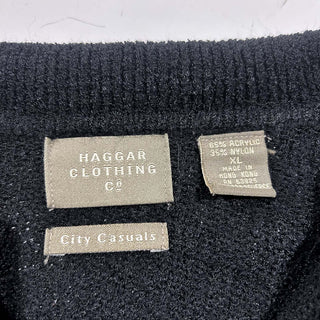 HAGGAR
CLOTHING
Co
City Casuals
65% ACRYLIC
35% NYLON
XL
MADE IN
HONG KONG